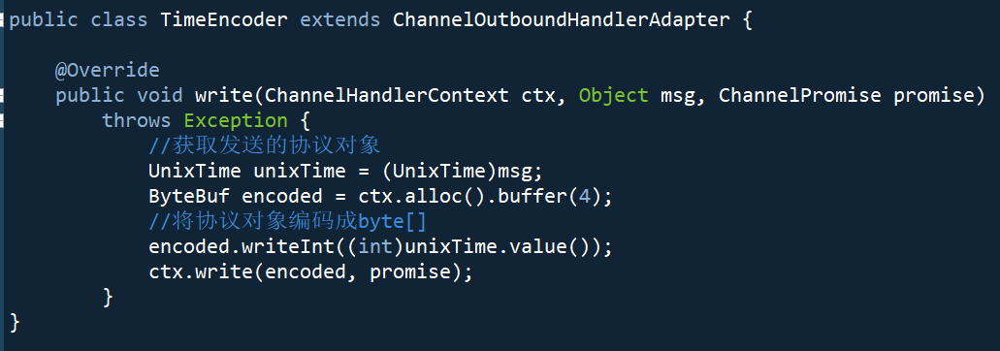 public class TimeEncoder extends ChannelOutboundHandlerAdapter {
@Override
public void write(ChannelHandlerContext ctx, Object msg, ChannelPromise promise)
throws Exception {
//获取发送的协议对象
UnixTime unixTime = (UnixTime)msg;
ByteBuf encoded = ctx.alloc().buffer(4);
//将协议对象编码成byte[]
encoded.writeInt((int)unixTime.value());
ctx.write(encoded, promise);
}
}